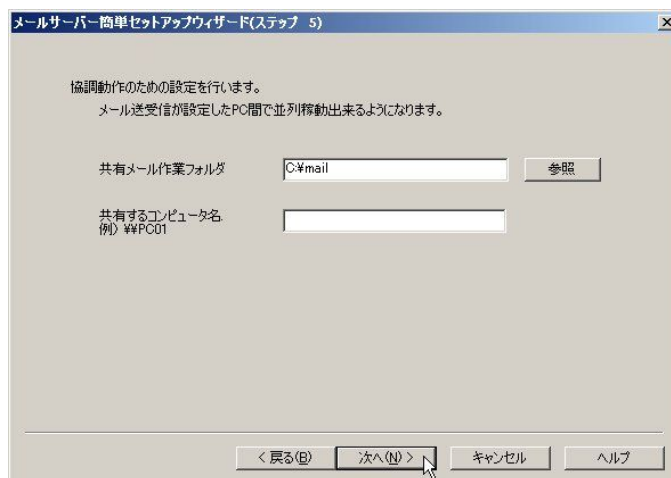 メールサーバー簡単セットアップウィザード(ステップ 5)
協調動作のための設定を行います。
メール送受信が設定したPC間で並列稼動出来るようになります。
共有メール作業フォルダ
C:¥mail
参照
共有するコンピュータ名
例) ¥¥PC01
< 戻る(B)
次へ(N) >
キャンセル
ヘルプ